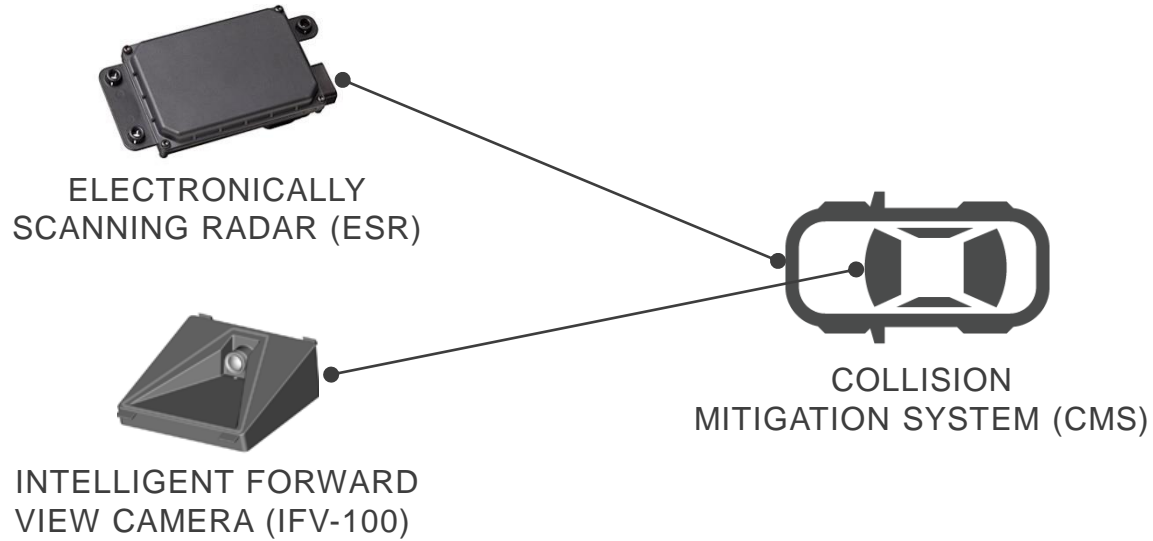 ELECTRONICALLY
SCANNING RADAR (ESR)
COLLISION
MITIGATION SYSTEM (CMS)
INTELLIGENT FORWARD
VIEW CAMERA (IFV-100)